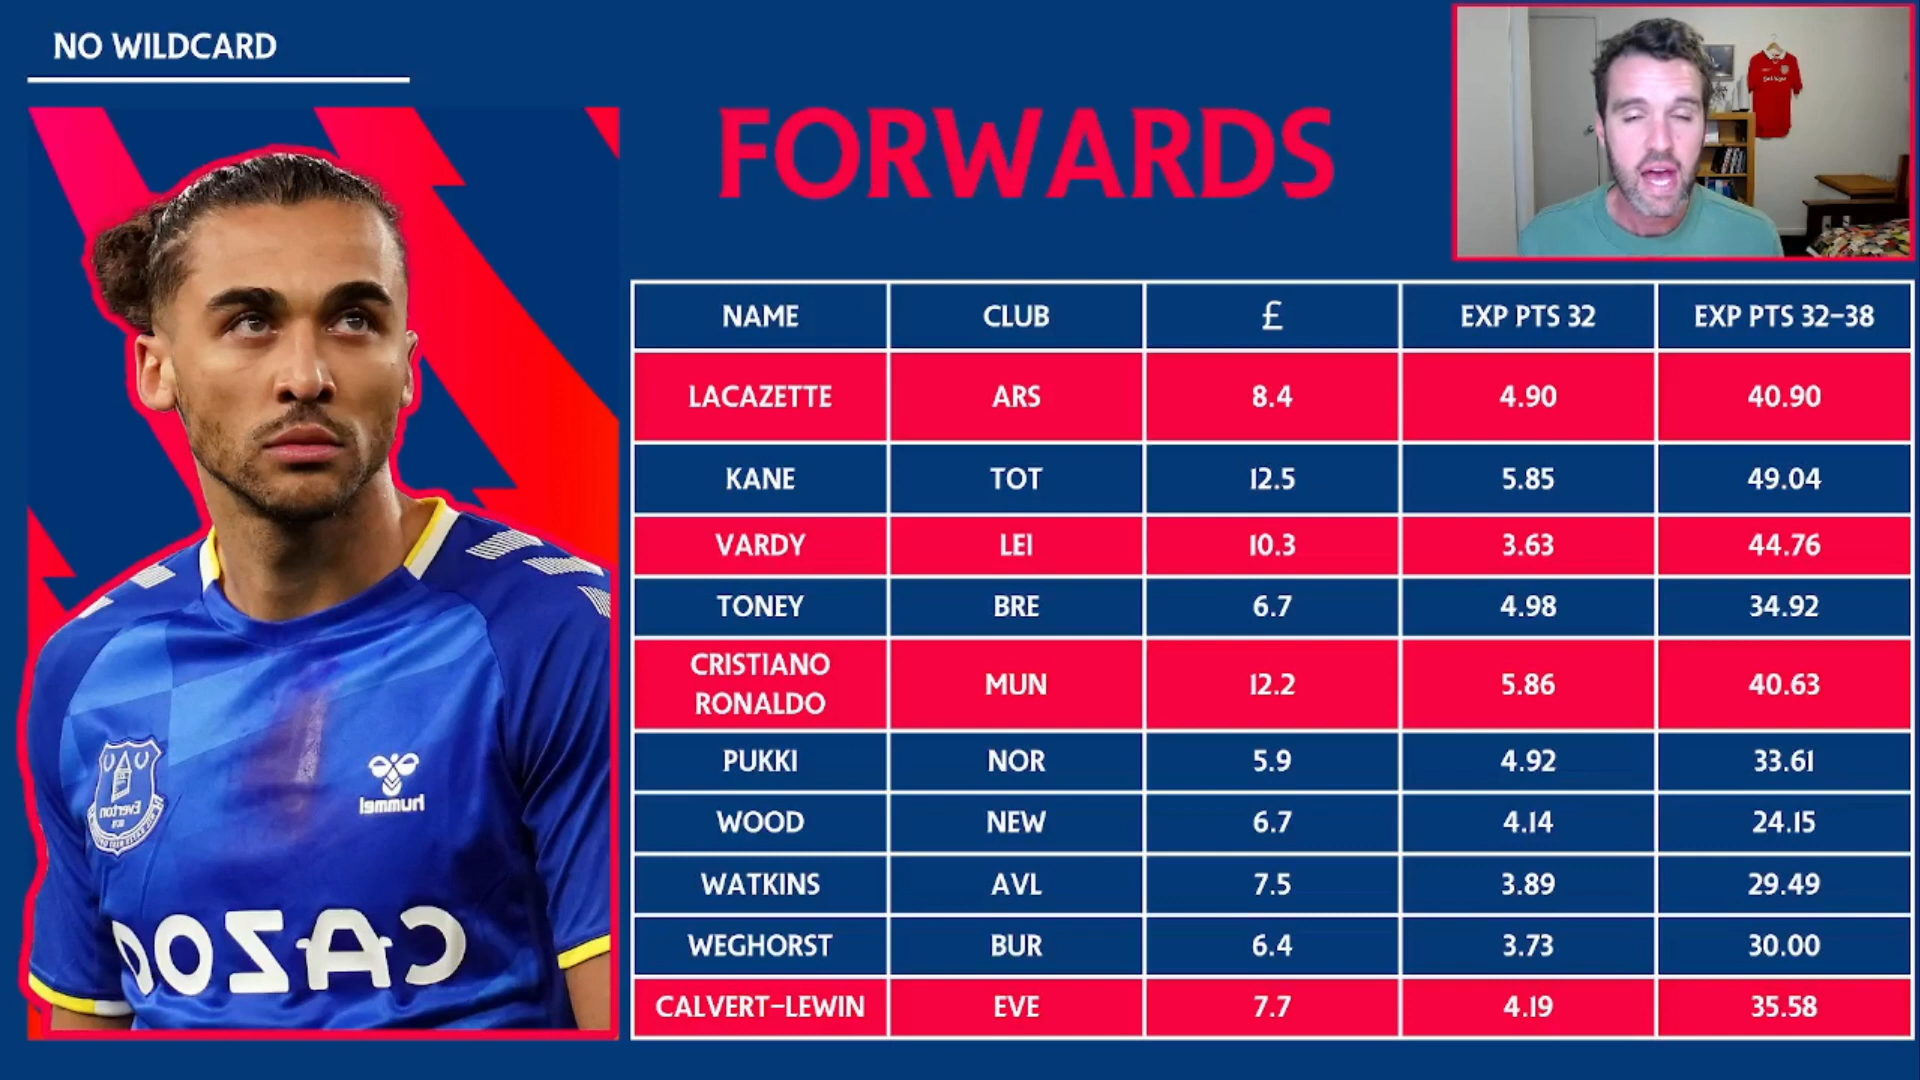 NO WILDCARD
FORWARDS
NAME CLUB £ EXP PTS 32 EXP PTS 32-38
LACAZETTE ARS 8.4 4.90 40.90
KANE TOT 12.5 5.85 49.04
VARDY LEI 10.3 3.63 44.76
TONEY BRE 6.7 4.98 34.92
CRISTIANO
RONALDO MUN 12.2 5.86 40.63
PUKKI NOR 5.9 4.92 33.61
WOOD NEW 6.7 4.14 24.15
WATKINS AVL 7.5 3.89 29.49
WEGHORST BUR 6.4 3.73 30.00
CALVERT-LEWIN EVE 7.7 4.19 35.58
Everton
hummel
CAZOO